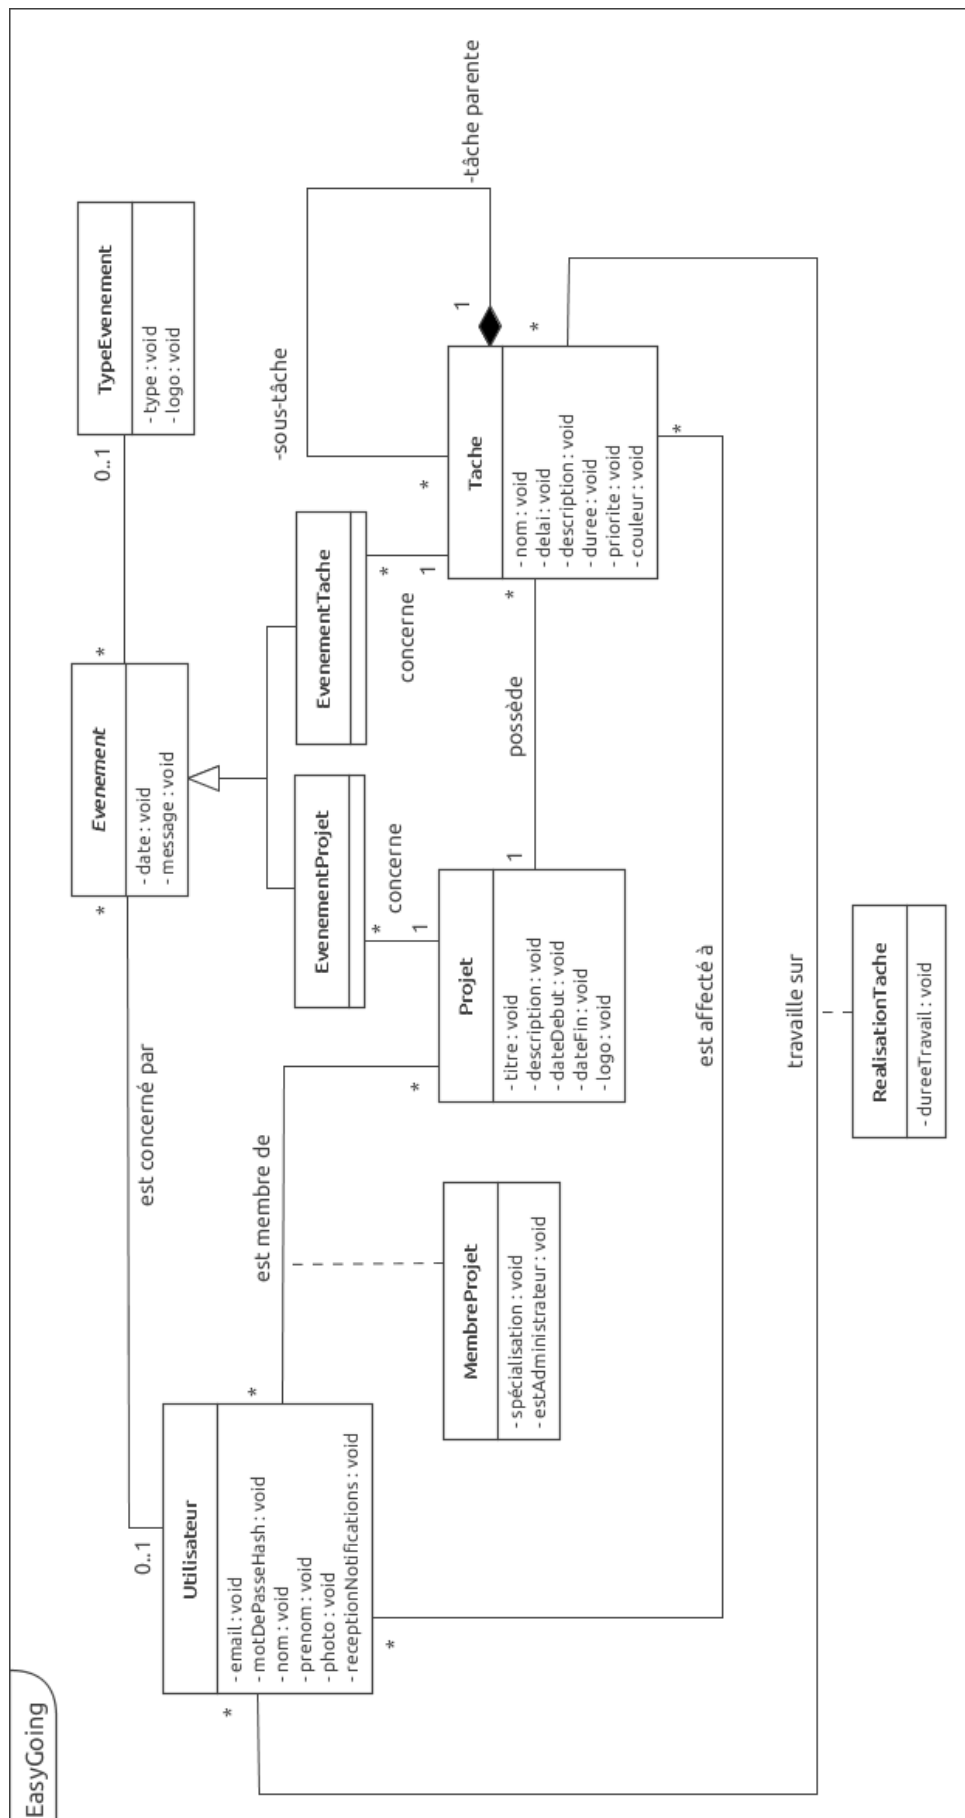 EasyGoing
Utilisateur
- email : void
- motDePasseHash : void
- nom : void
- prenom : void
- photo : void
- receptionNotifications : void
0..1
*
*
*
est concerné par
*
Evenement
- date : void
- message : void
*
0..1
TypeEvenement
- type : void
- logo : void
est membre de
*
MembreProjet
- spécialisation : void
- estAdministrateur : void
EvenementProjet
*
concerne
1
EvenementTache
*
concerne
1
Projet
- titre : void
- description : void
- dateDebut : void
- dateFin : void
- logo : void
1
possède
*
Tache
- nom : void
- delai : void
- description : void
- duree : void
- priorite : void
- couleur : void
*
-sous-tâche
1
-tâche parente
*
*
est affecté à
travaille sur
RealisationTache
- dureeTravail : void